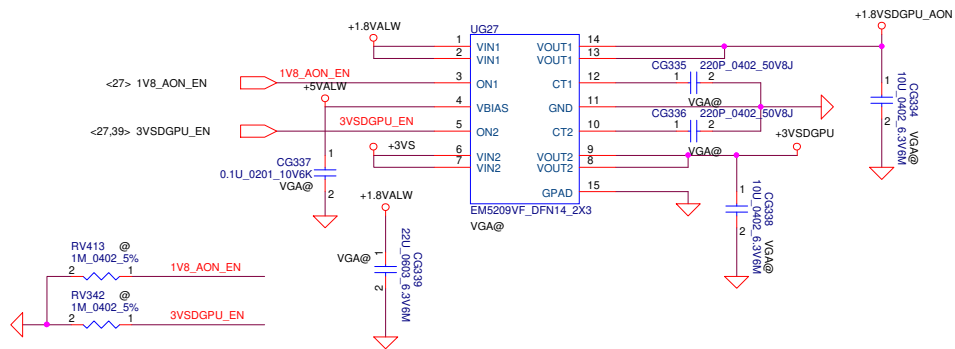 +1.8VSDGPU_AON
+1.8VALW
UG27
1 VIN1 VOUT1 14
2 VIN1 VOUT1 13
<27> 1V8_AON_EN 1V8_AON_EN 3 ON1 CT1 12
CG335 220P_0402_50V8J
1 2
VGA@
+5VALW
4 VBIAS GND 11
<27,39> 3VSDGPU_EN 3VSDGPU_EN 5 ON2 CT2 10
CG336 220P_0402_50V8J
1 2
VGA@
+3VS
6 VIN2 VOUT2 9
7 VIN2 VOUT2 8
+3VSDGPU
GPAD 15
EM5209VF_DFN14_2X3
VGA@
1
CG337
0.1U_0201_10V6K
VGA@
2
1
CG334
10U_0402_6.3V6M
VGA@
2
1
CG338
10U_0402_6.3V6M
VGA@
2
+1.8VALW
VGA@
1
CG339
22U_0603_6.3V6M
2
RV413 @
1M_0402_5%
2 1 1V8_AON_EN
RV342 @
1M_0402_5%
2 1 3VSDGPU_EN